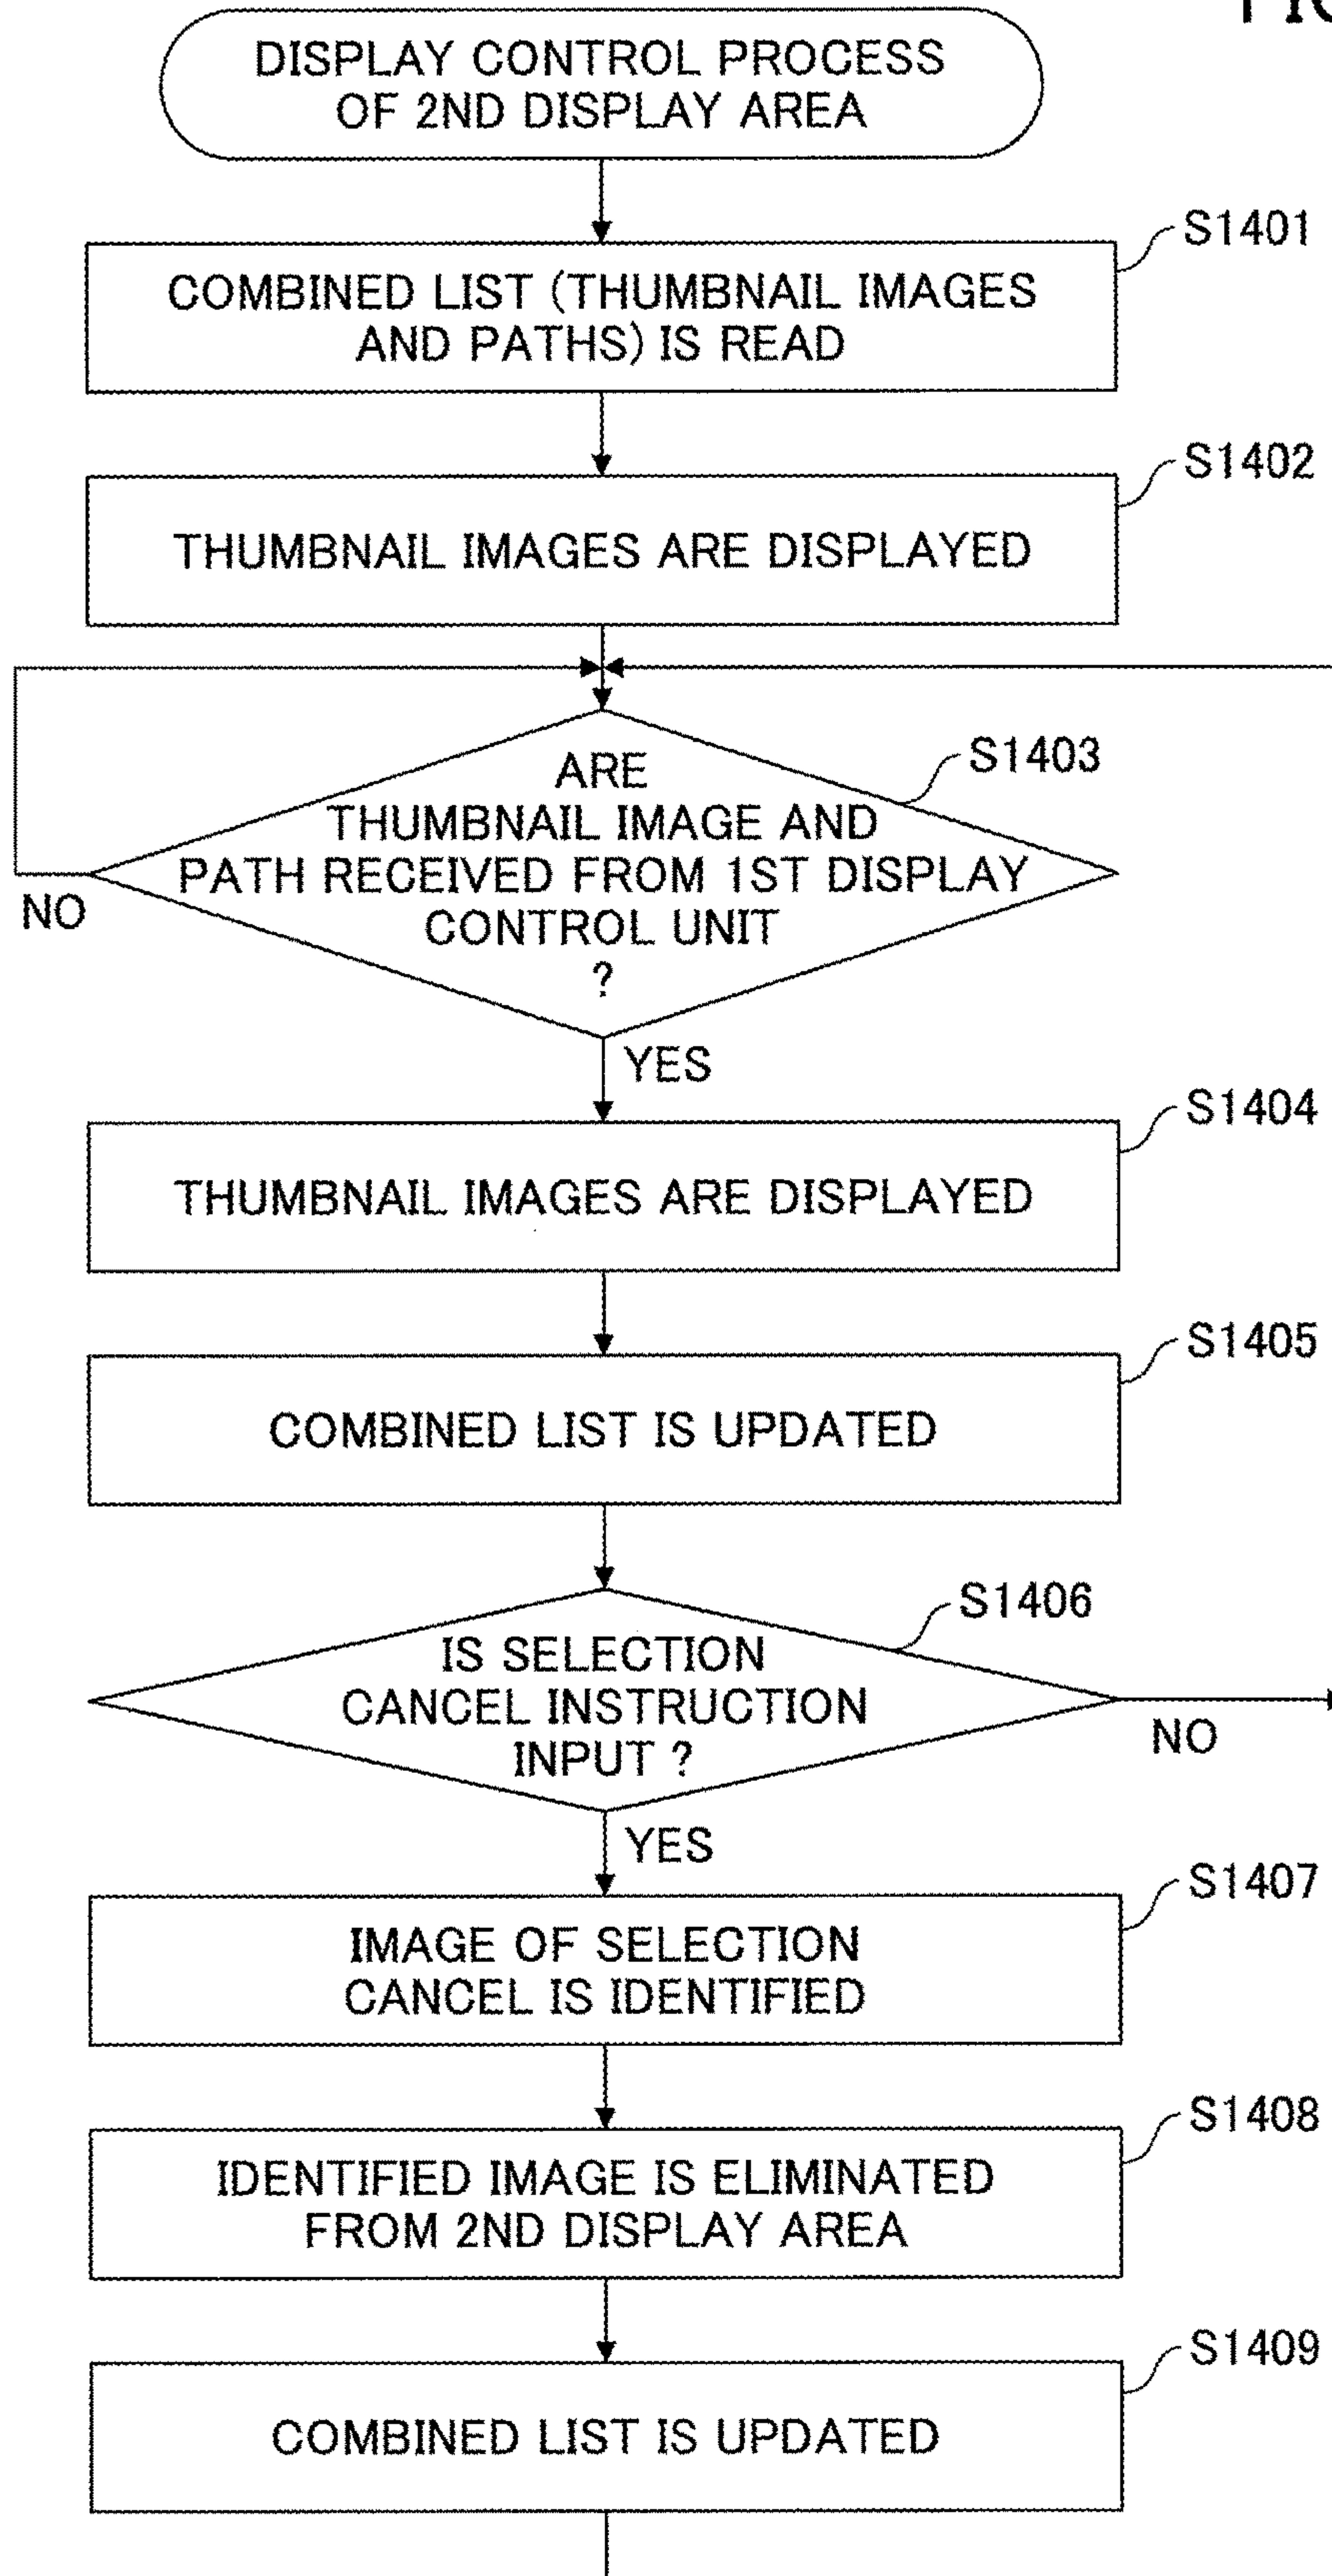 DISPLAY CONTROL PROCESS
OF 2ND DISPLAY AREA
S1401
COMBINED LIST (THUMBNAIL IMAGES
AND PATHS) IS READ
S1402
THUMBNAIL IMAGES ARE DISPLAYED
S1403
ARE
THUMBNAIL IMAGE AND
PATH RECEIVED FROM 1ST DISPLAY
CONTROL UNIT
?
NO
YES
S1404
THUMBNAIL IMAGES ARE DISPLAYED
S1405
COMBINED LIST IS UPDATED
S1406
IS SELECTION
CANCEL INSTRUCTION
INPUT ?
NO
YES
S1407
IMAGE OF SELECTION
CANCEL IS IDENTIFIED
S1408
IDENTIFIED IMAGE IS ELIMINATED
FROM 2ND DISPLAY AREA
S1409
COMBINED LIST IS UPDATED